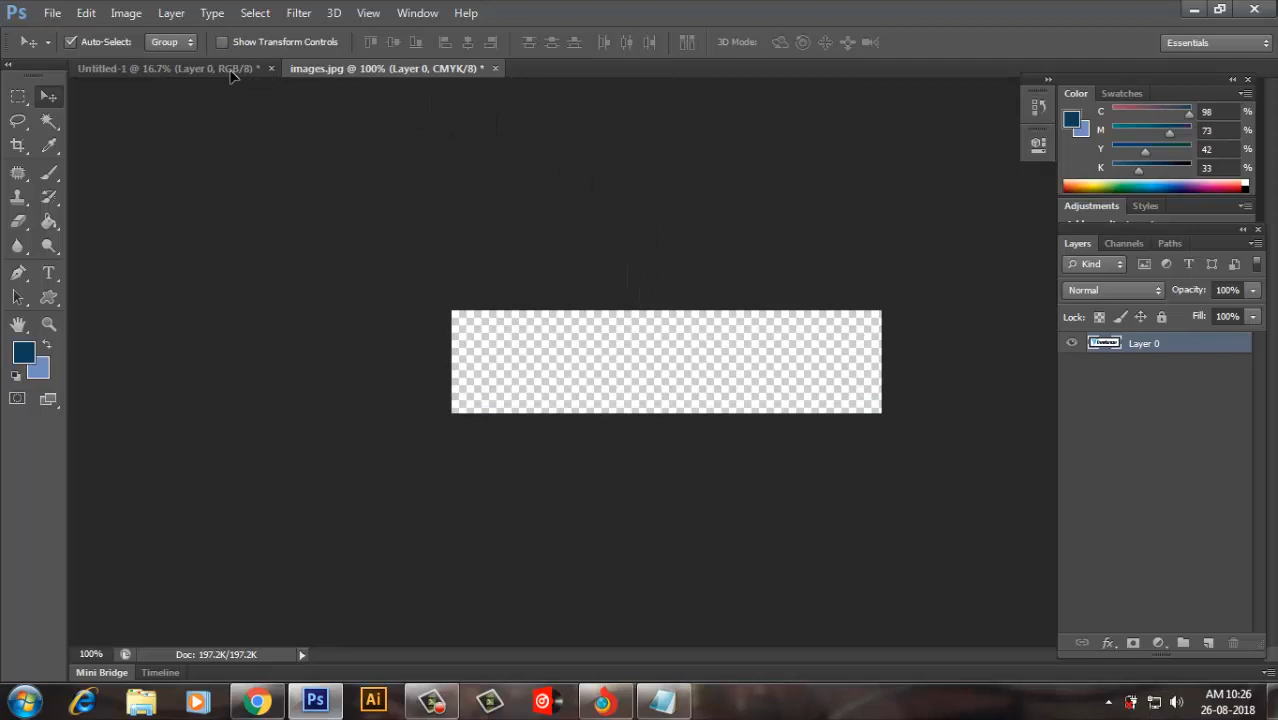 Ps File Edit Image Layer Type Select Filter 3D View Window Help
Auto-Select: Group Show Transform Controls 3D Mode: Essentials
Untitled-1 @ 16.7% (Layer 0, RGB/8) * × images.jpg @ 100% (Layer 0, CMYK/8) * ×
Color Swatches
C 98 %
M 73 %
Y 42 %
K 33 %
Adjustments Styles
Layers Channels Paths
Kind
Normal Opacity: 100%
Lock: Fill: 100%
Layer 0
100% Doc: 197.2K/197.2K
Mini Bridge Timeline
Ps Ai
AM 10:26
26-08-2018